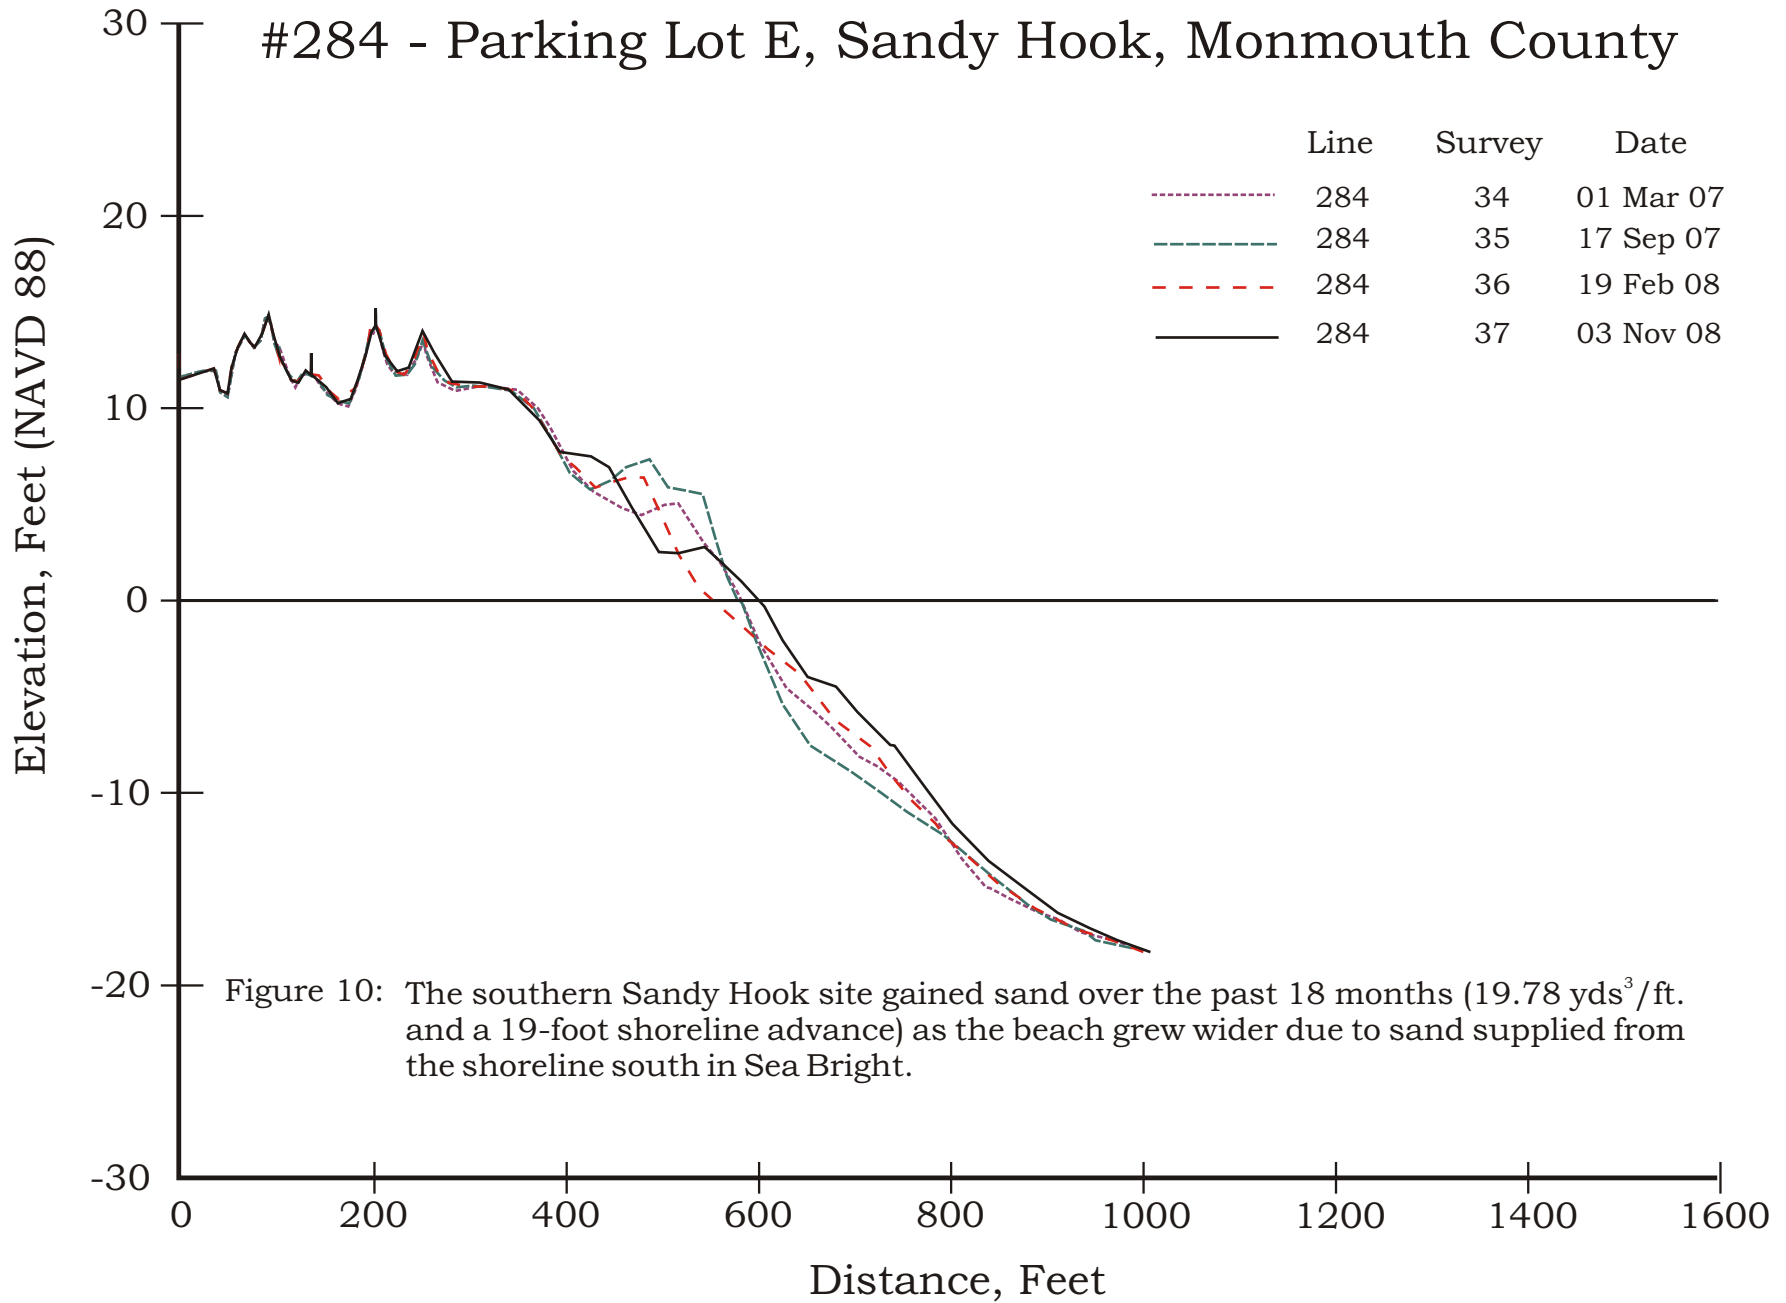 #284 - Parking Lot E, Sandy Hook, Monmouth County
Line Survey Date
284 34 01 Mar 07
284 35 17 Sep 07
284 36 19 Feb 08
284 37 03 Nov 08
Elevation, Feet (NAVD 88)
30
20
10
0
-10
-20
-30
Figure 10: The southern Sandy Hook site gained sand over the past 18 months (19.78 yds³/ft.
and a 19-foot shoreline advance) as the beach grew wider due to sand supplied from
the shoreline south in Sea Bright.
0 200 400 600 800 1000 1200 1400 1600
Distance, Feet